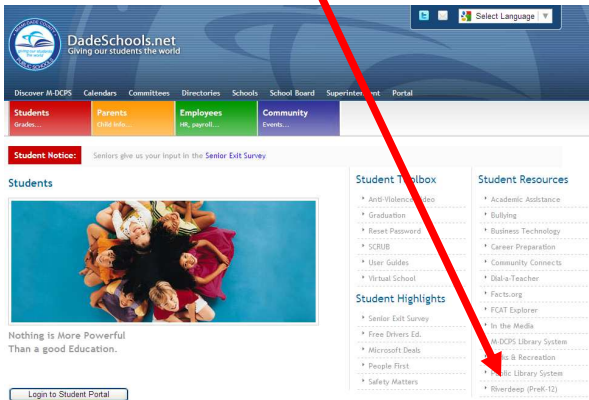 Select Language
DadeSchools.net
Giving our students the world
Discover M-DCPS Calendars Committees Directories Schools School Board Superintendent Portal
Students
Grades...
Parents
Child Info...
Employees
HR, payroll...
Community
Events...
Student Notice: Seniors give us your input in the Senior Exit Survey
Students
Nothing is More Powerful
Than a good Education.
Login to Student Portal
Student Toolbox
Anti-Violence Video
Graduation
Reset Password
SCRUB
User Guides
Virtual School
Student Highlights
Senior Exit Survey
Free Drivers Ed.
Microsoft Deals
People First
Safety Matters
Student Resources
Academic Assistance
Bullying
Business Technology
Career Preparation
Community Connects
Dial-a-Teacher
Facts.org
FCAT Explorer
In the Media
M-DCPS Library System
& Recreation
Public Library System
Riverdeep (PreK-12)